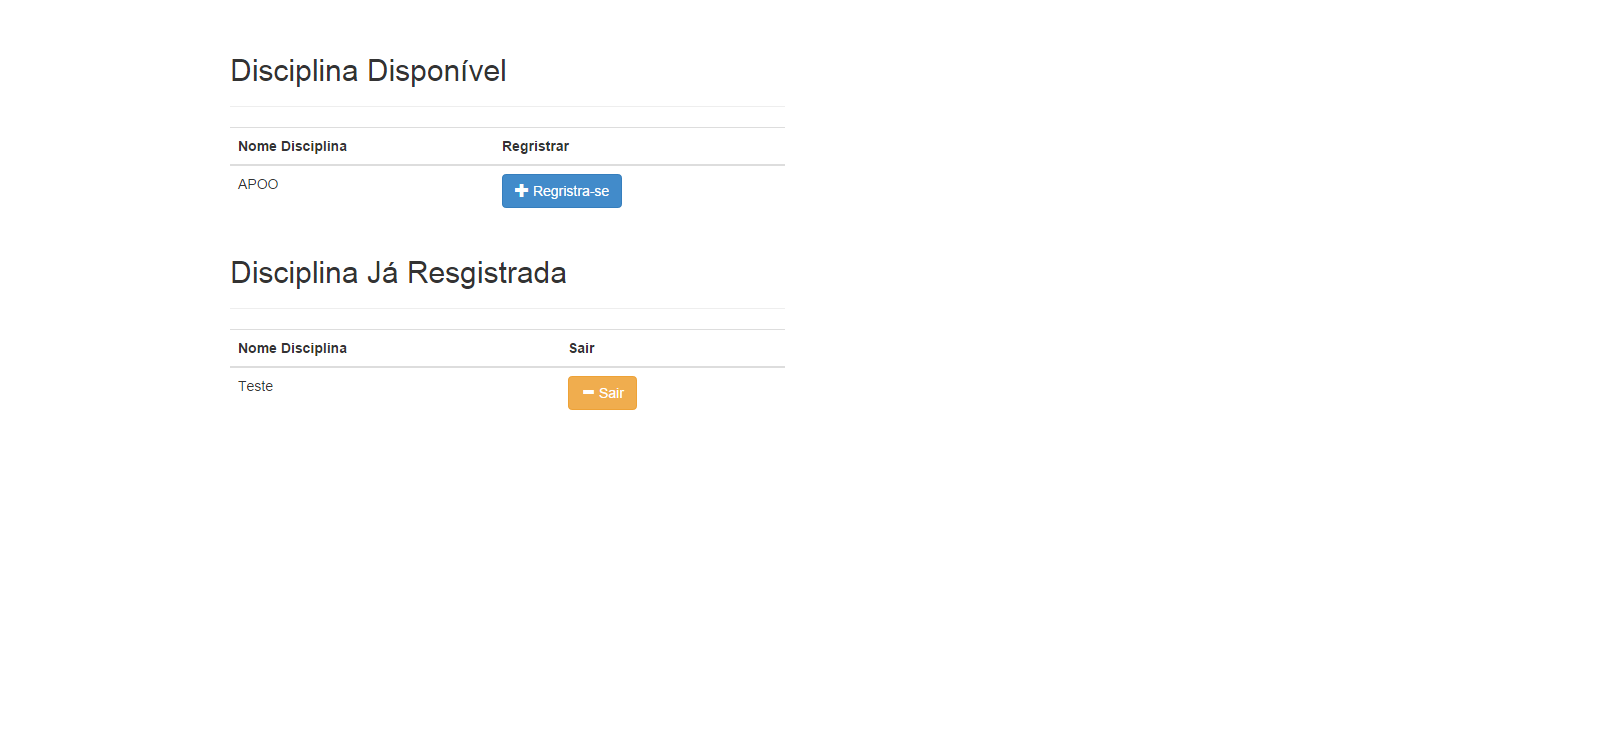 Disciplina Disponível
Nome Disciplina Regristrar
APOO Regristra-se
Disciplina Já Resgistrada
Nome Disciplina Sair
Teste Sair